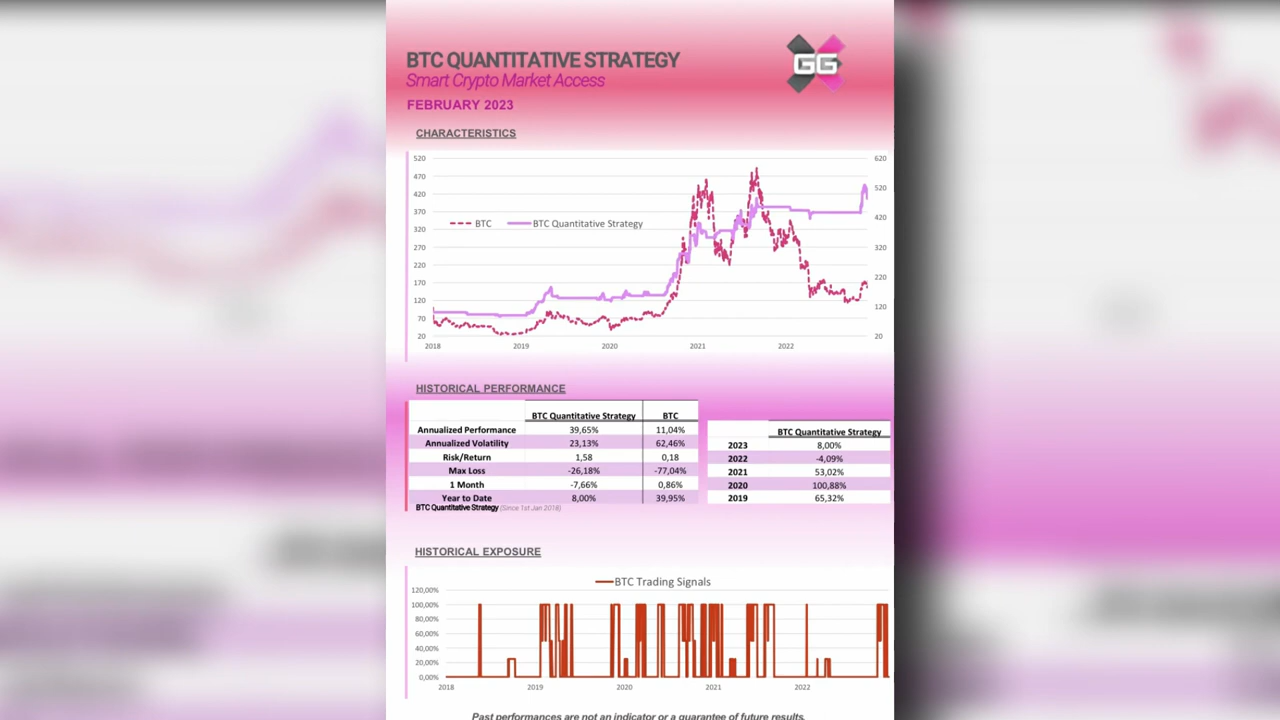 BTC QUANTITATIVE STRATEGY
Smart Crypto Market Access
GG
FEBRUARY 2023
CHARACTERISTICS
520
470
420
370
320
270
220
170
120
70
20
620
520
420
320
220
120
20
BTC
BTC Quantitative Strategy
2018 2019 2020 2021 2022
HISTORICAL PERFORMANCE
BTC Quantitative Strategy BTC
Annualized Performance 39,65% 11,04%
Annualized Volatility 23,13% 62,46%
Risk/Return 1,58 0,18
Max Loss -26,18% -77,04%
1 Month -7,66% 0,86%
Year to Date 8,00% 39,95%
BTC Quantitative Strategy (Since 1st Jan 2018)
BTC Quantitative Strategy
2023 8,00%
2022 -4,09%
2021 53,02%
2020 100,88%
2019 65,32%
HISTORICAL EXPOSURE
BTC Trading Signals
120,00%
100,00%
80,00%
60,00%
40,00%
20,00%
0,00%
2018 2019 2020 2021 2022
Past performances are not an indicator or a guarantee of future results.